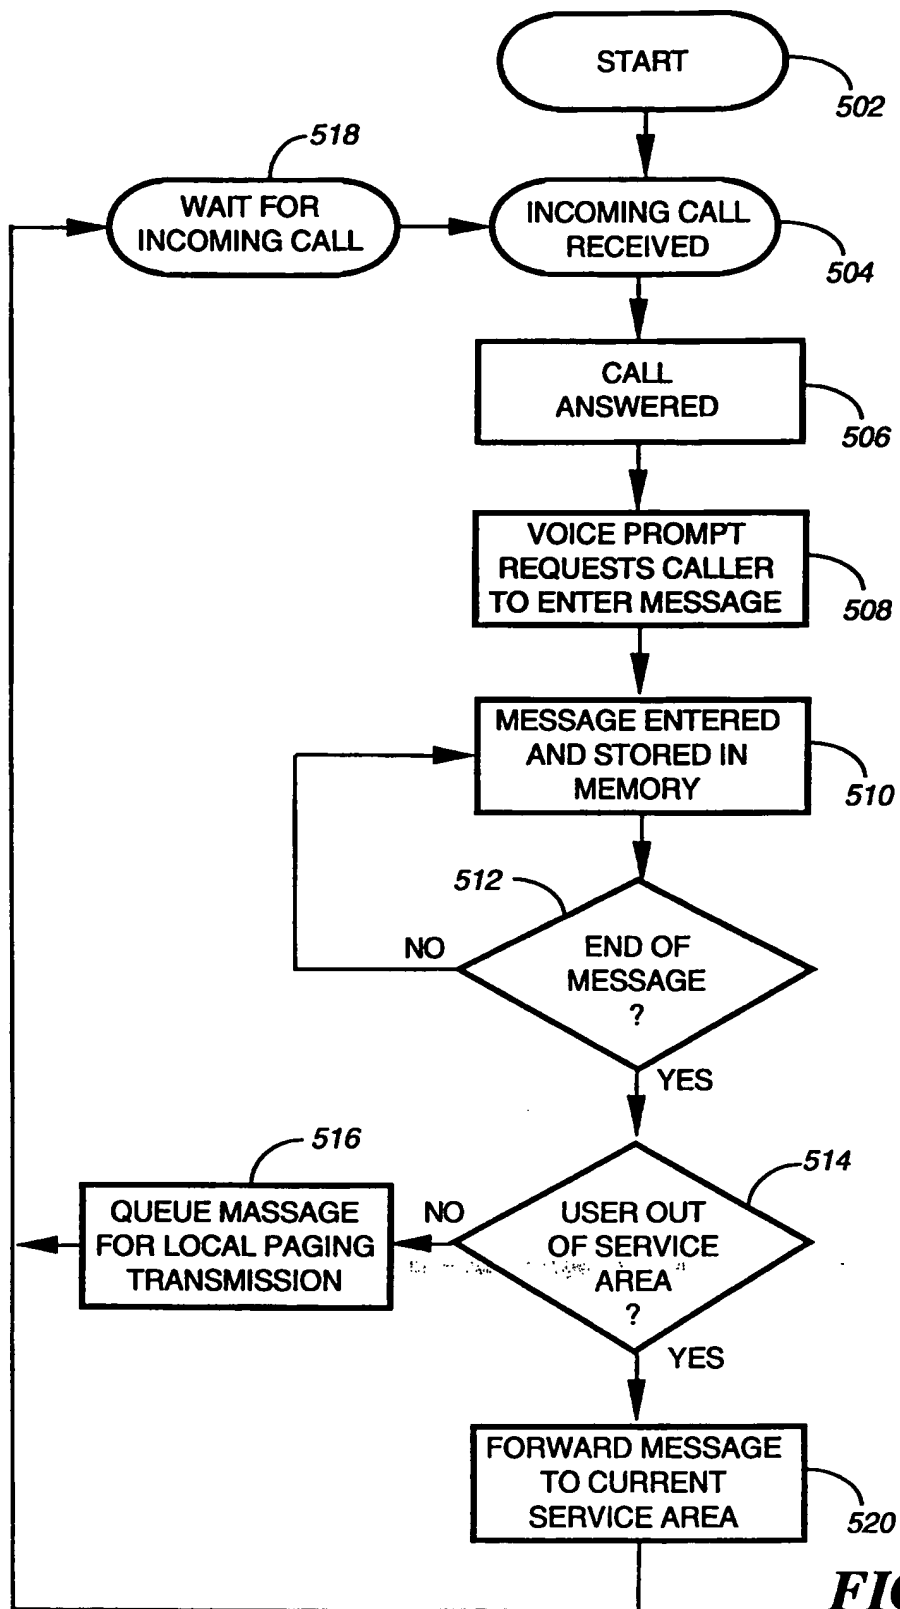 START
502
518
WAIT FOR
INCOMING CALL
INCOMING CALL
RECEIVED
504
CALL
ANSWERED
506
VOICE PROMPT
REQUESTS CALLER
TO ENTER MESSAGE
508
MESSAGE ENTERED
AND STORED IN
MEMORY
510
512
NO
END OF
MESSAGE
?
YES
516
514
QUEUE MASSAGE
FOR LOCAL PAGING
TRANSMISSION
NO
USER OUT
OF SERVICE
AREA
?
YES
FORWARD MESSAGE
TO CURRENT
SERVICE AREA
520